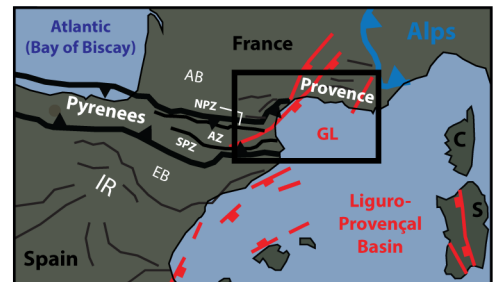 Atlantic
(Bay of Biscay)
France
Alps
AB
Provence
NPZ
Pyrenees
GL
AZ
SPZ
C
EB
IR
Liguro-
Provençal
Basin
S
Spain